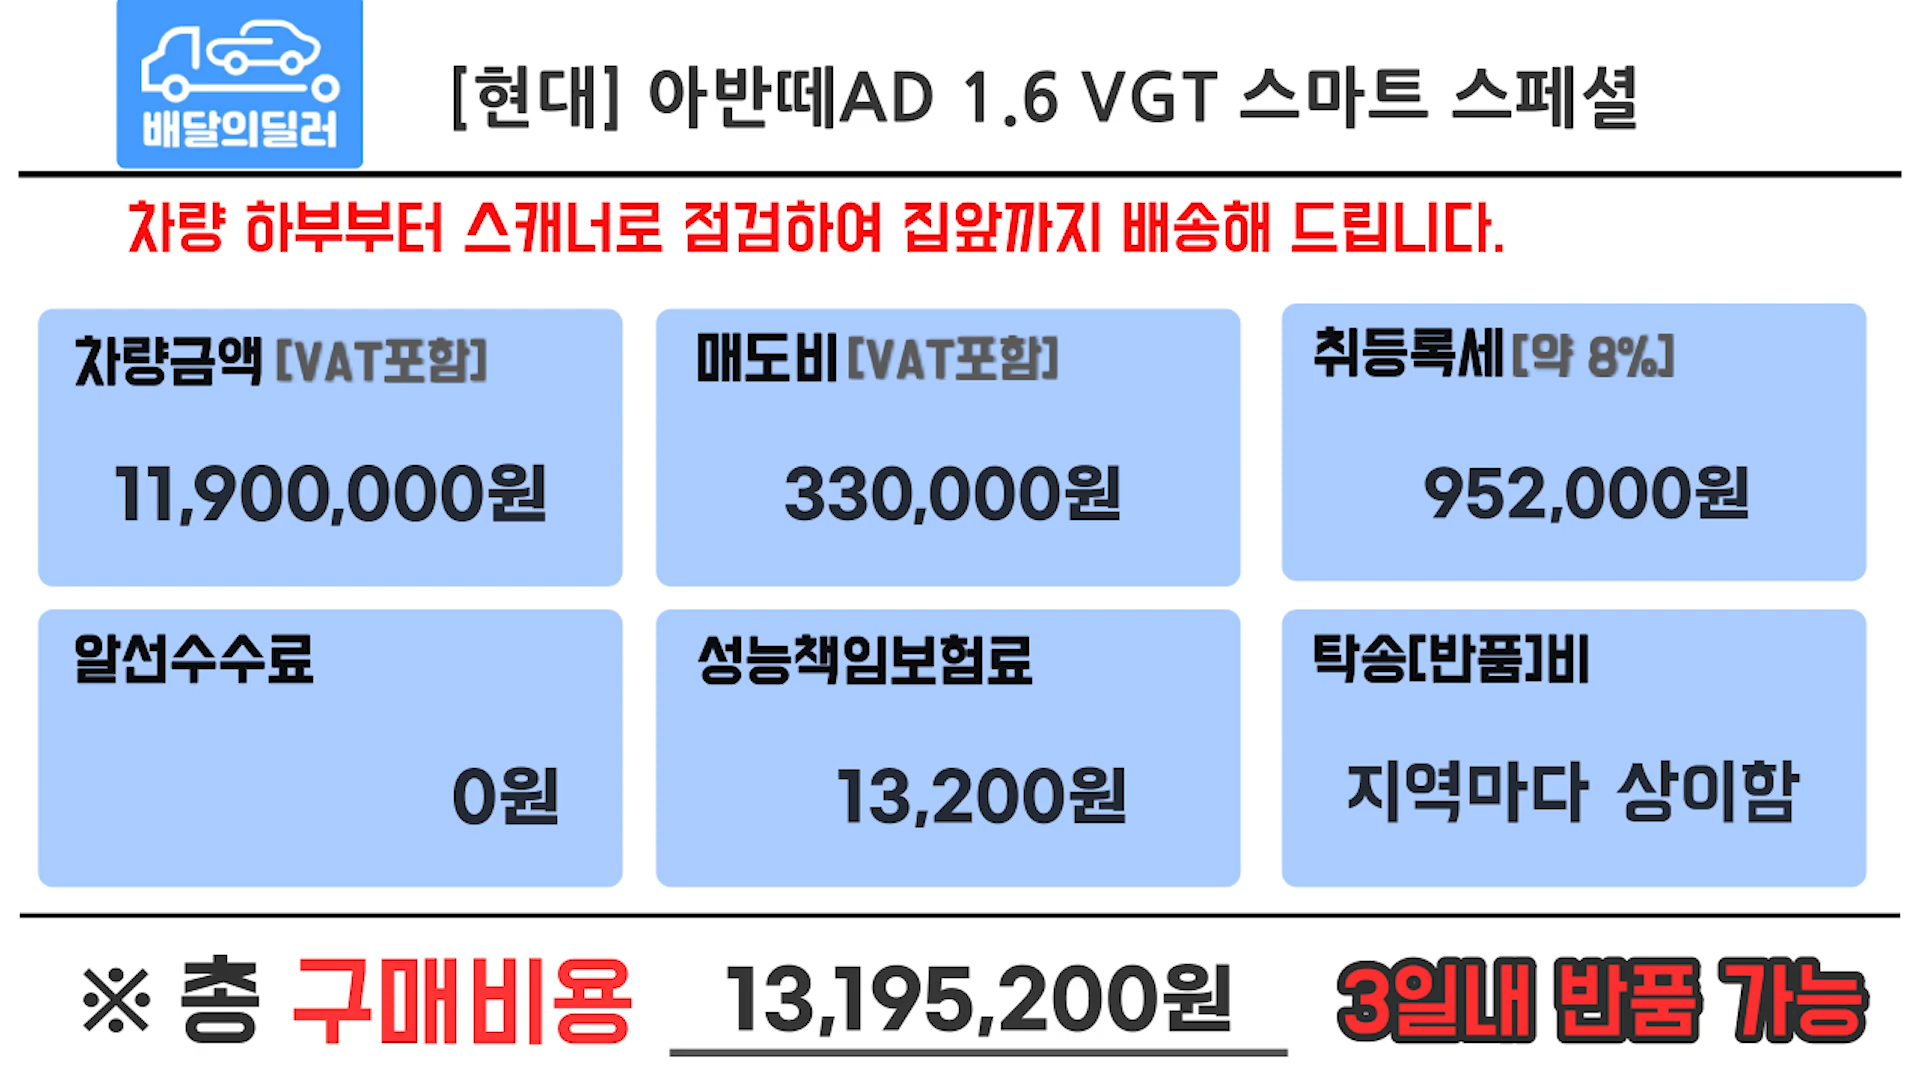 배달의딜러
[현대] 아반떼AD 1.6 VGT 스마트 스페셜
차량 하부부터 스캐너로 점검하여 집앞까지 배송해 드립니다.
차량금액 [VAT포함]
11,900,000원
매도비 [VAT포함]
330,000원
취등록세 [약 8%]
952,000원
알선수수료
0원
성능책임보험료
13,200원
탁송[반품]비
지역마다 상이함
※ 총 구매비용 13,195,200원 3일내 반품 가능